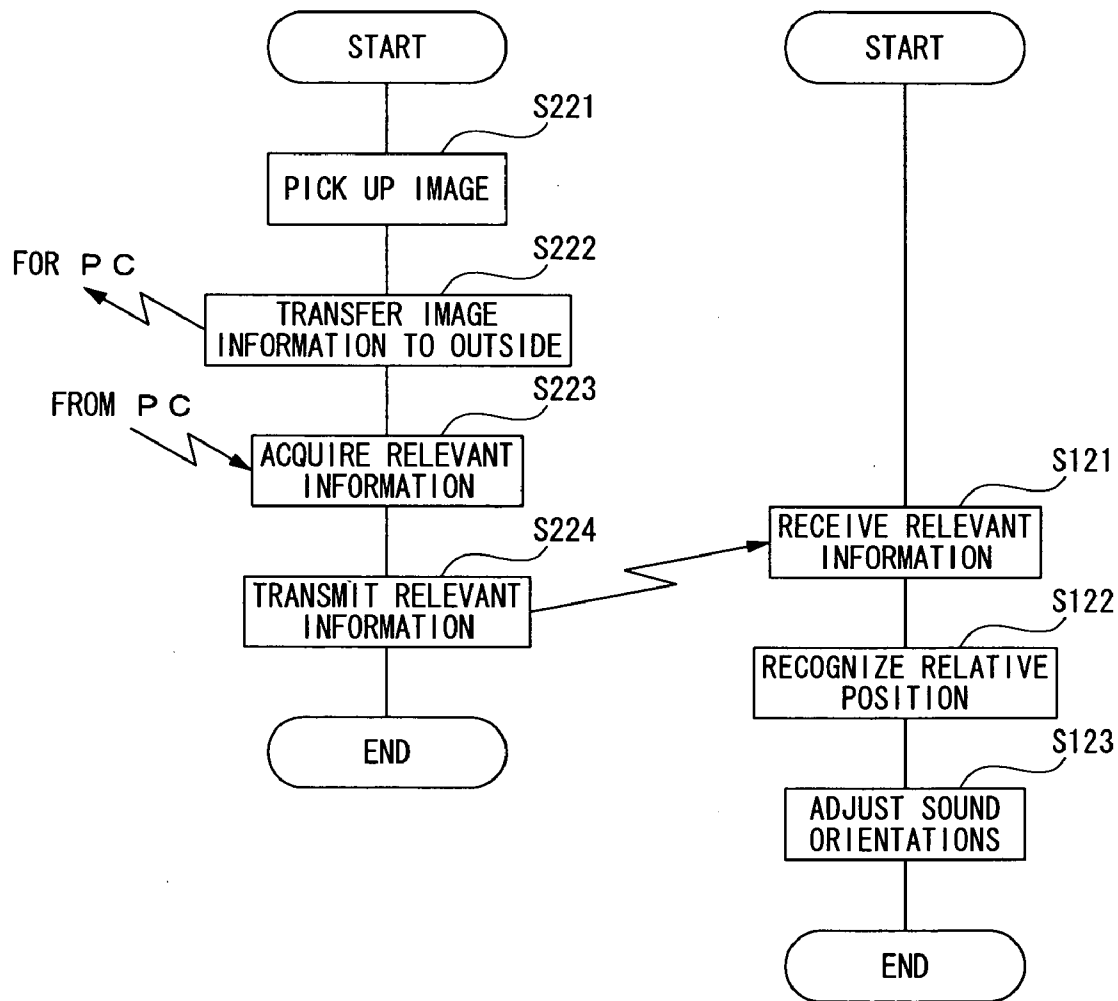 START
S221
PICK UP IMAGE
S222
FOR PC
TRANSFER IMAGE
INFORMATION TO OUTSIDE
S223
FROM PC
ACQUIRE RELEVANT
INFORMATION
S224
TRANSMIT RELEVANT
INFORMATION
END
START
S121
RECEIVE RELEVANT
INFORMATION
S122
RECOGNIZE RELATIVE
POSITION
S123
ADJUST SOUND
ORIENTATIONS
END